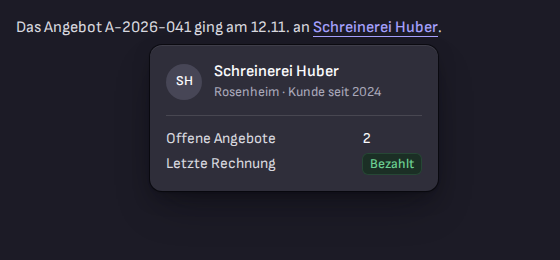 Das Angebot A-2026-041 ging am 12.11. an Schreinerei Huber.
SH
Schreinerei Huber
Rosenheim · Kunde seit 2024
Offene Angebote 2
Letzte Rechnung Bezahlt